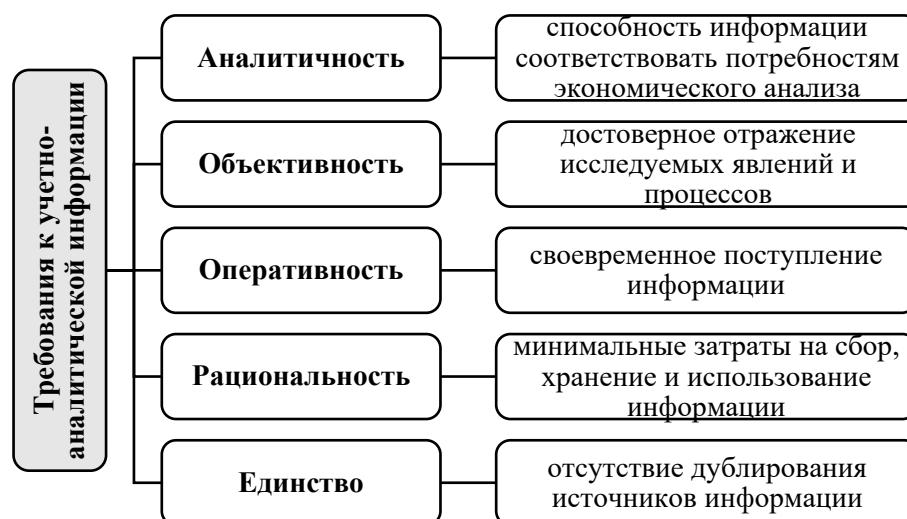 Требования к учетно-
аналитической информации
Аналитичность
способность информации
соответствовать потребностям
экономического анализа
Объективность
достоверное отражение
исследуемых явлений и
процессов
Оперативность
своевременное поступление
информации
Рациональность
минимальные затраты на сбор,
хранение и использование
информации
Единство
отсутствие дублирования
источников информации